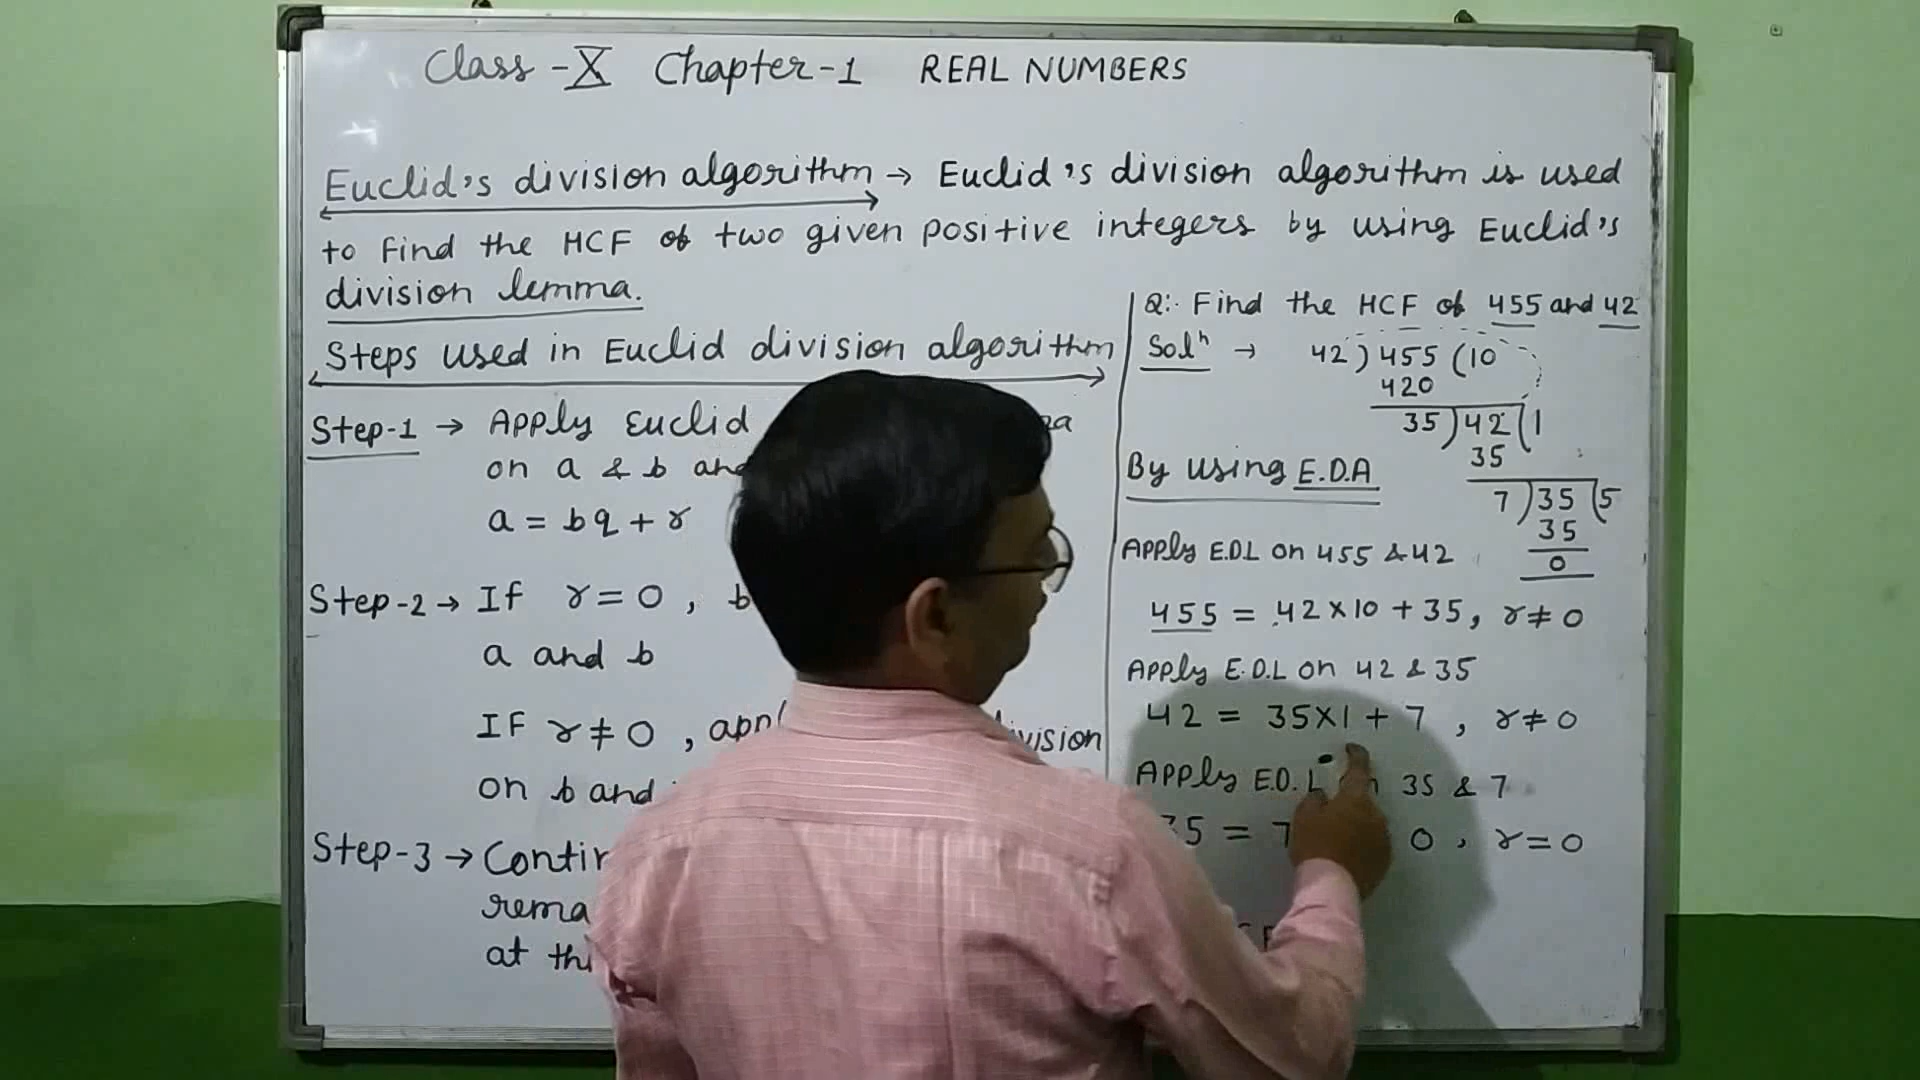 Class -X Chapter-1 REAL NUMBERS
Euclid's division algorithm → Euclid's division algorithm is used
to find the HCF of two given positive integers by using Euclid's
division lemma.
Steps used in Euclid division algorithm
Step-1 → Apply Euclid
on a & b and
a = bq + r
Step-2 → If r = 0 , b
a and b
IF r ≠ 0 , appl vision
on b and
Step-3 →
rema
at thi
Q:- Find the HCF of 455 and 42
Solⁿ → 42 ) 455 ( 10
420
35 ) 42 ( 1
35
7 ) 35 ( 5
35
0
By using E.D.A
Apply E.D.L on 455 & 42
455 = 42 × 10 + 35, r ≠ 0
Apply E.D.L on 42 & 35
42 = 35 × 1 + 7 , r ≠ 0
Apply E.D.L on 35 & 7
35 = 7 0 , r = 0